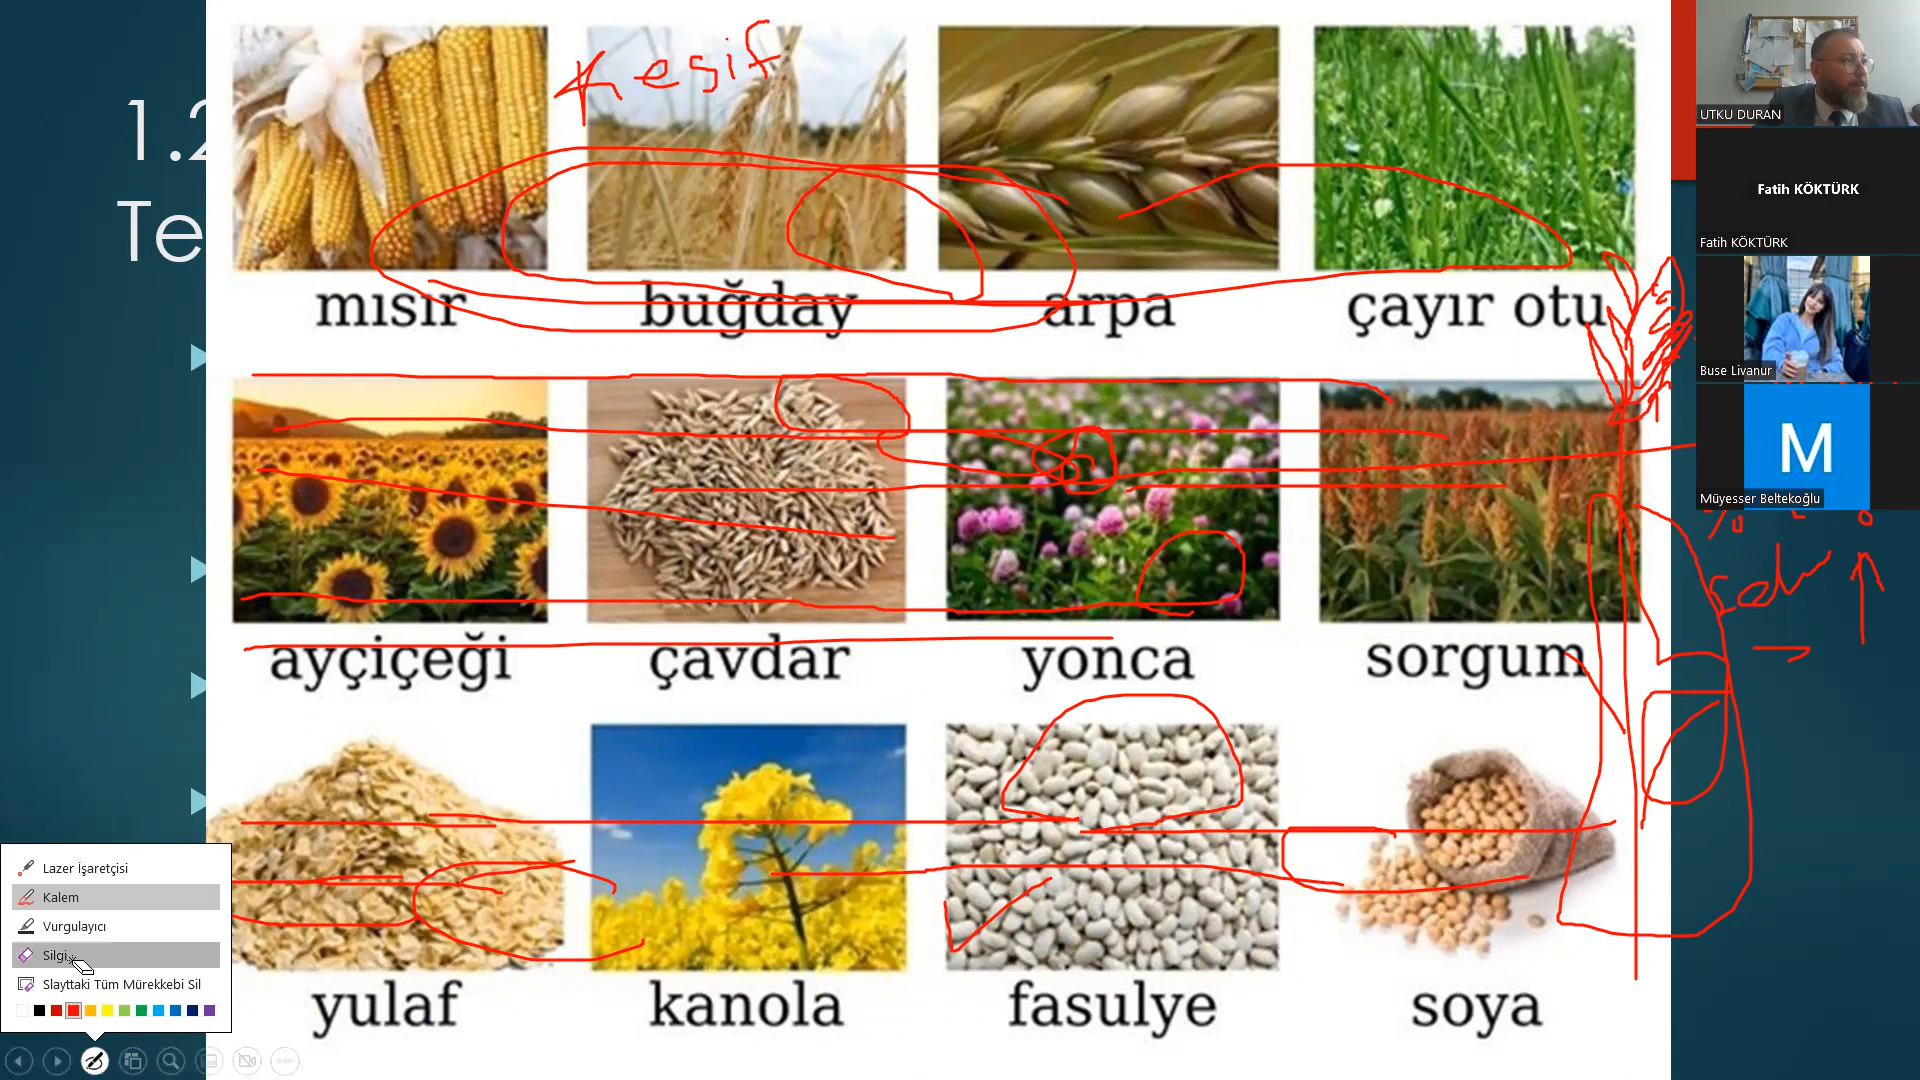 1.2
Te
Kesif
mısır
buğday
arpa
çayır otu
ayçiçeği
çavdar
yonca
sorgum
yulaf
kanola
fasulye
soya
Lazer İşaretçisi
Kalem
Vurgulayıcı
Silgi
Slayttaki Tüm Mürekkebi Sil
UTKU DURAN
Fatih KÖKTÜRK
Fatih KÖKTÜRK
Buse Livanur
M
Müyesser Beltekoğlu